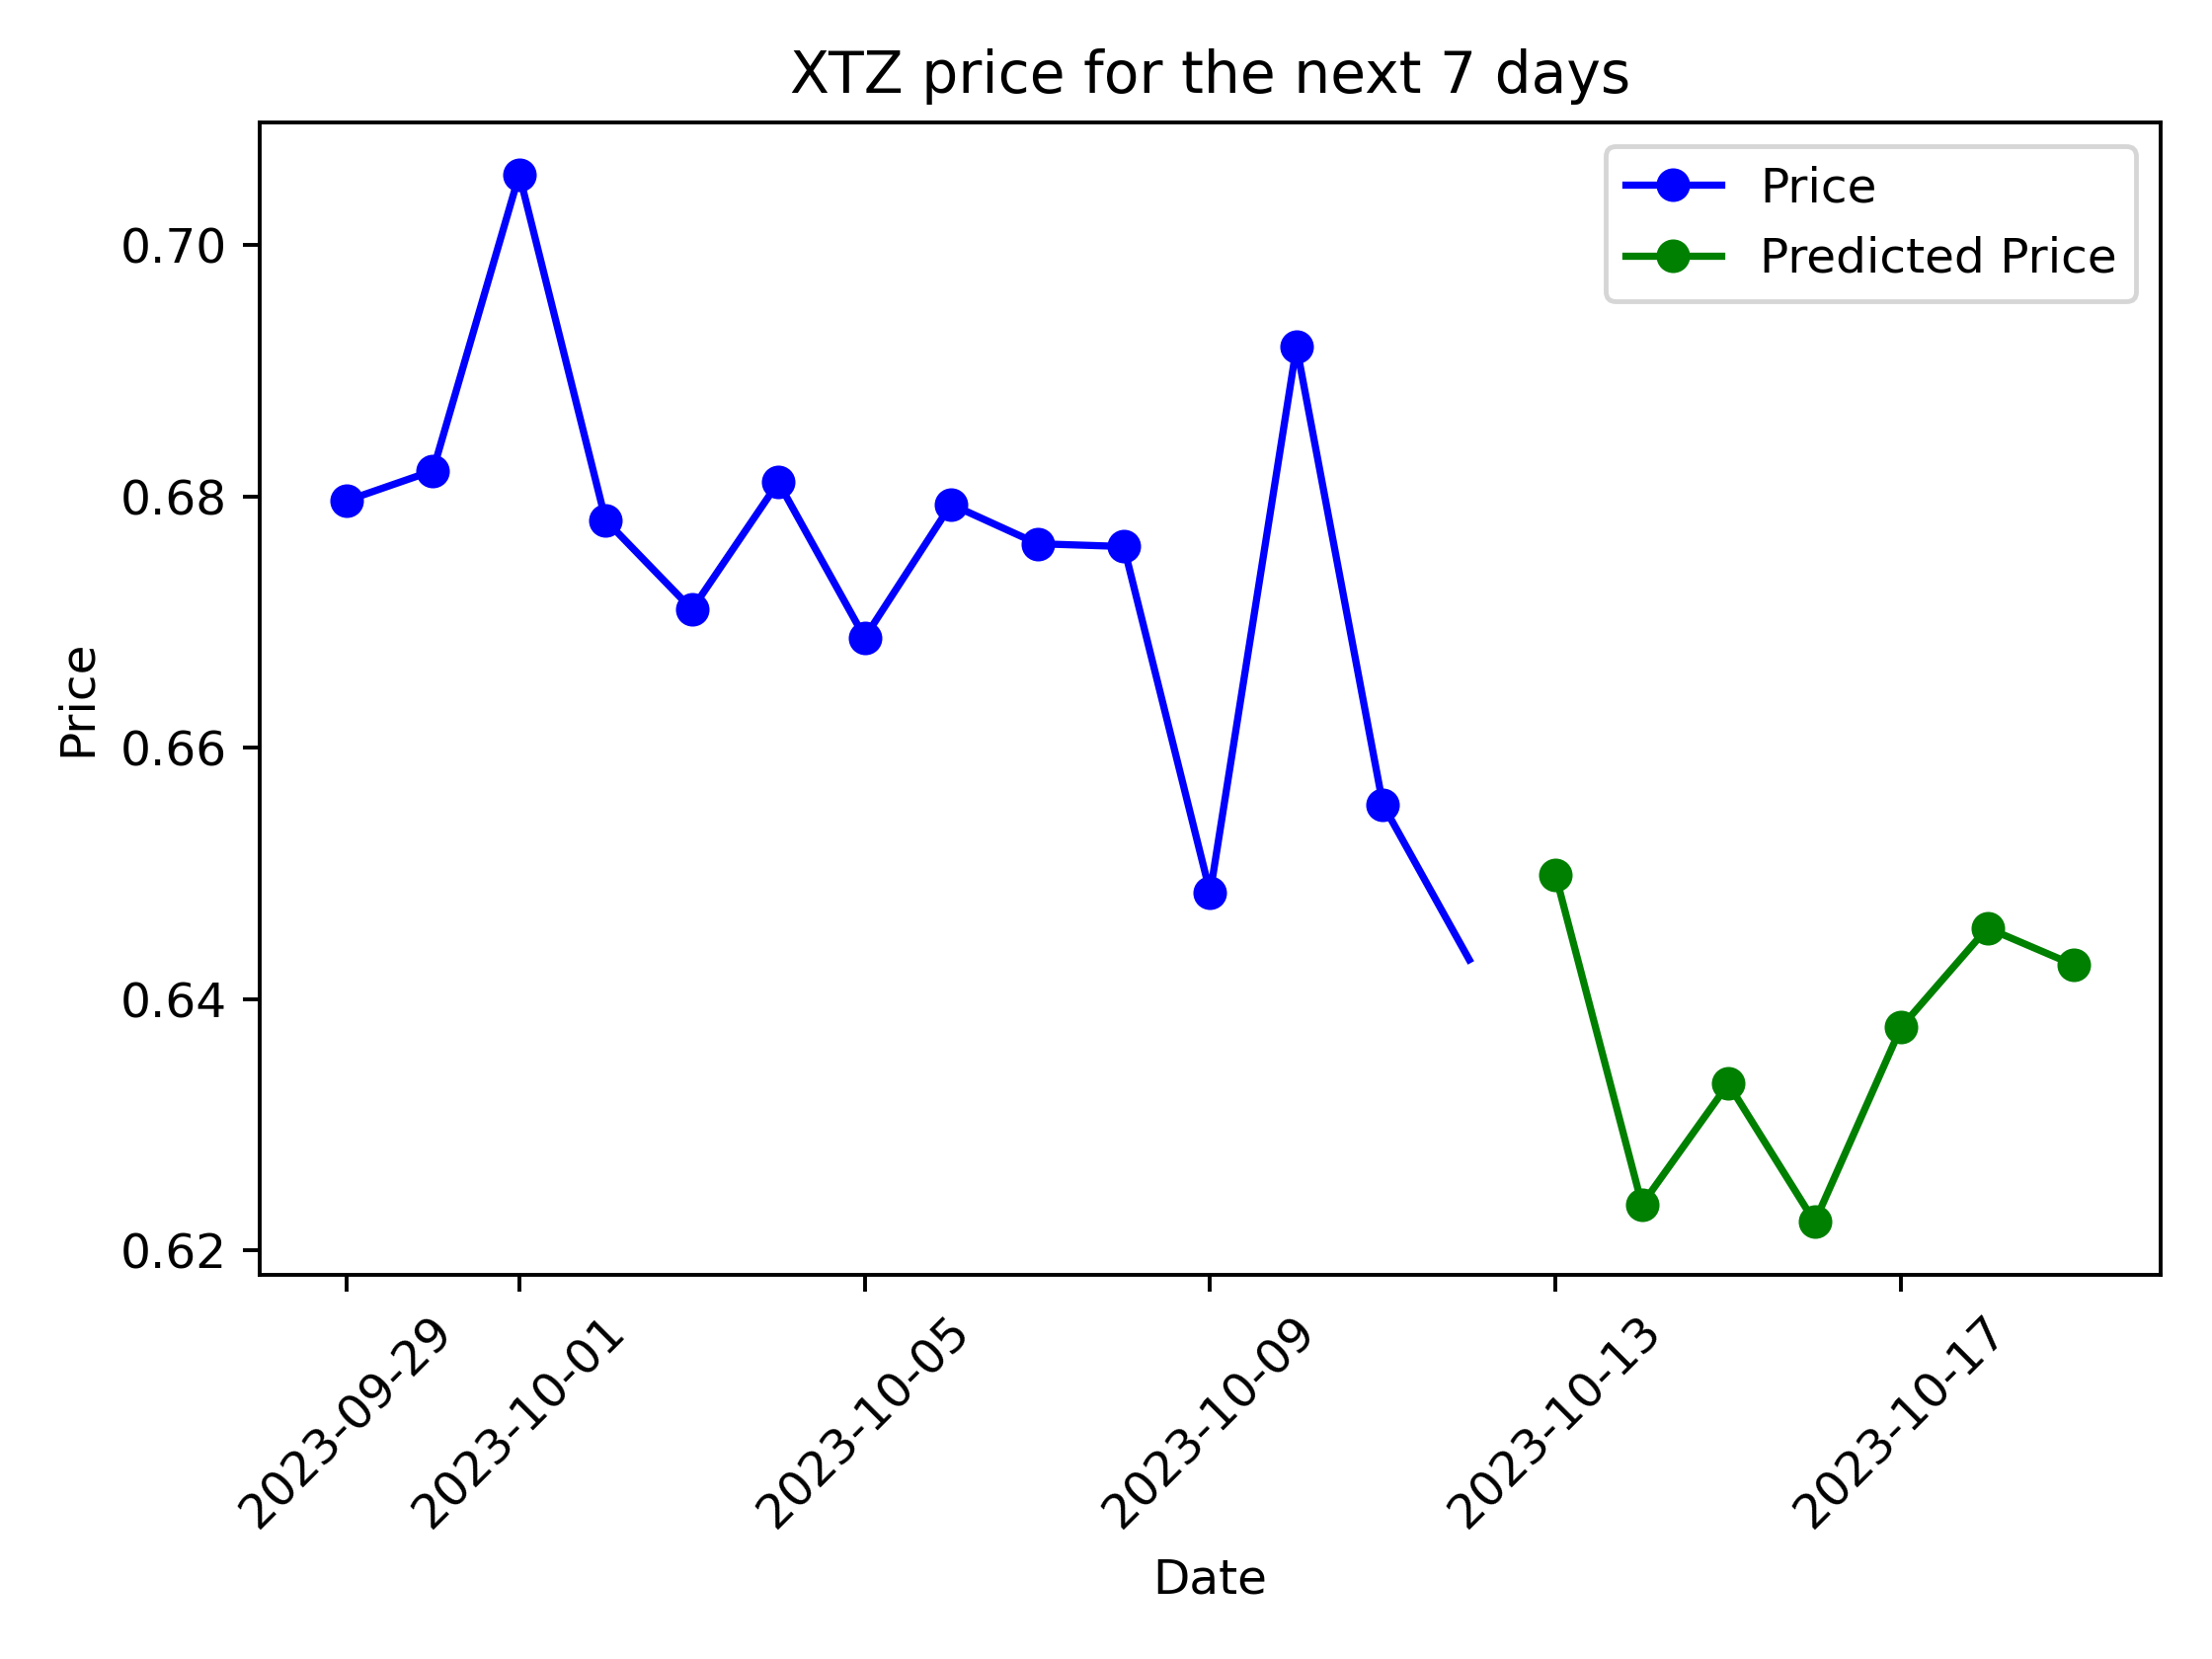 XTZ price for the next 7 days
Price
Predicted Price
0.70
0.68
0.66
0.64
0.62
Price
2023-09-29
2023-10-01
2023-10-05
2023-10-09
2023-10-13
2023-10-17
Date